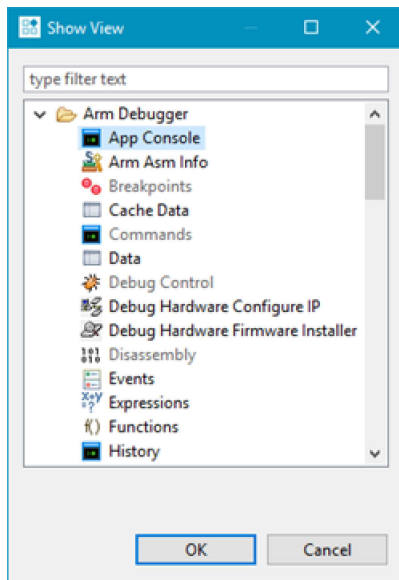 Show View
type filter text
Arm Debugger
App Console
Arm Asm Info
Breakpoints
Cache Data
Commands
Data
Debug Control
Debug Hardware Configure IP
Debug Hardware Firmware Installer
Disassembly
Events
Expressions
Functions
History
OK Cancel